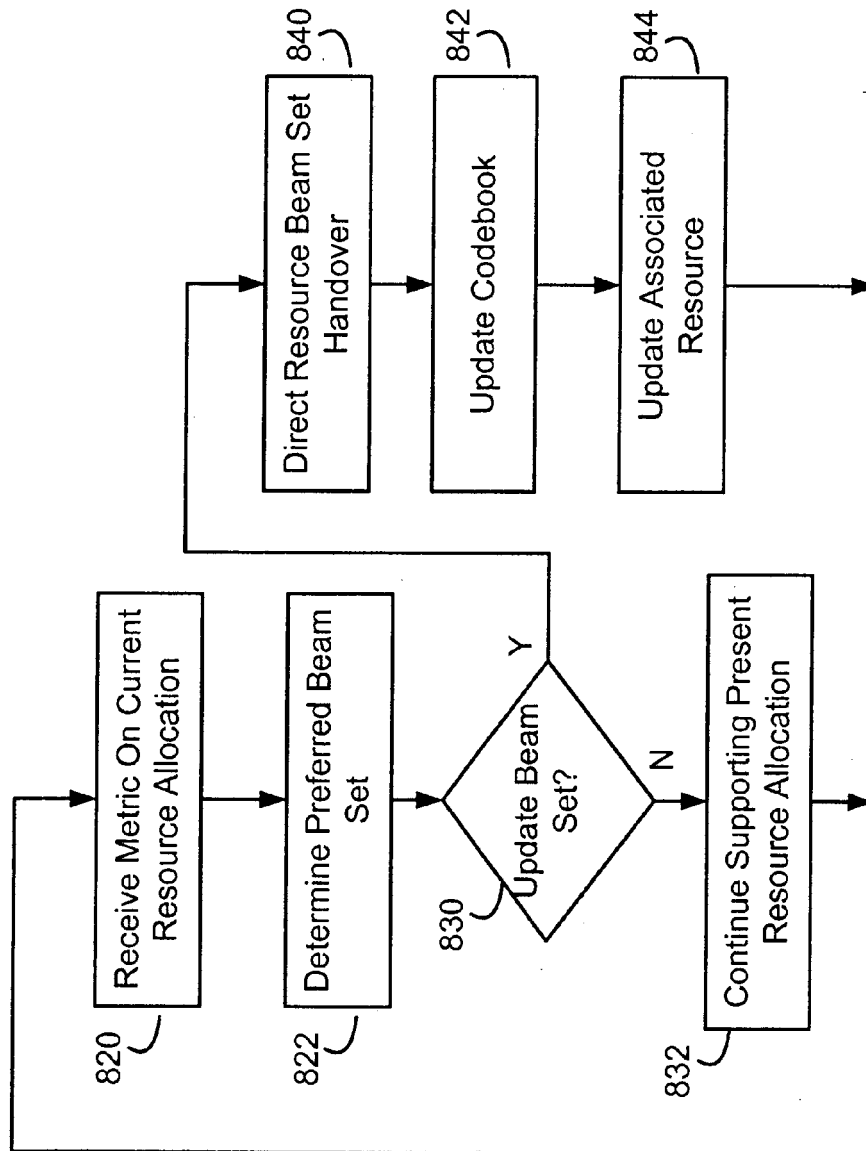 820
Receive Metric On Current
Resource Allocation
822
Determine Preferred Beam
Set
830
Update Beam
Set?
Y
N
832
Continue Supporting Present
Resource Allocation
840
Direct Resource Beam Set
Handover
842
Update Codebook
844
Update Associated
Resource